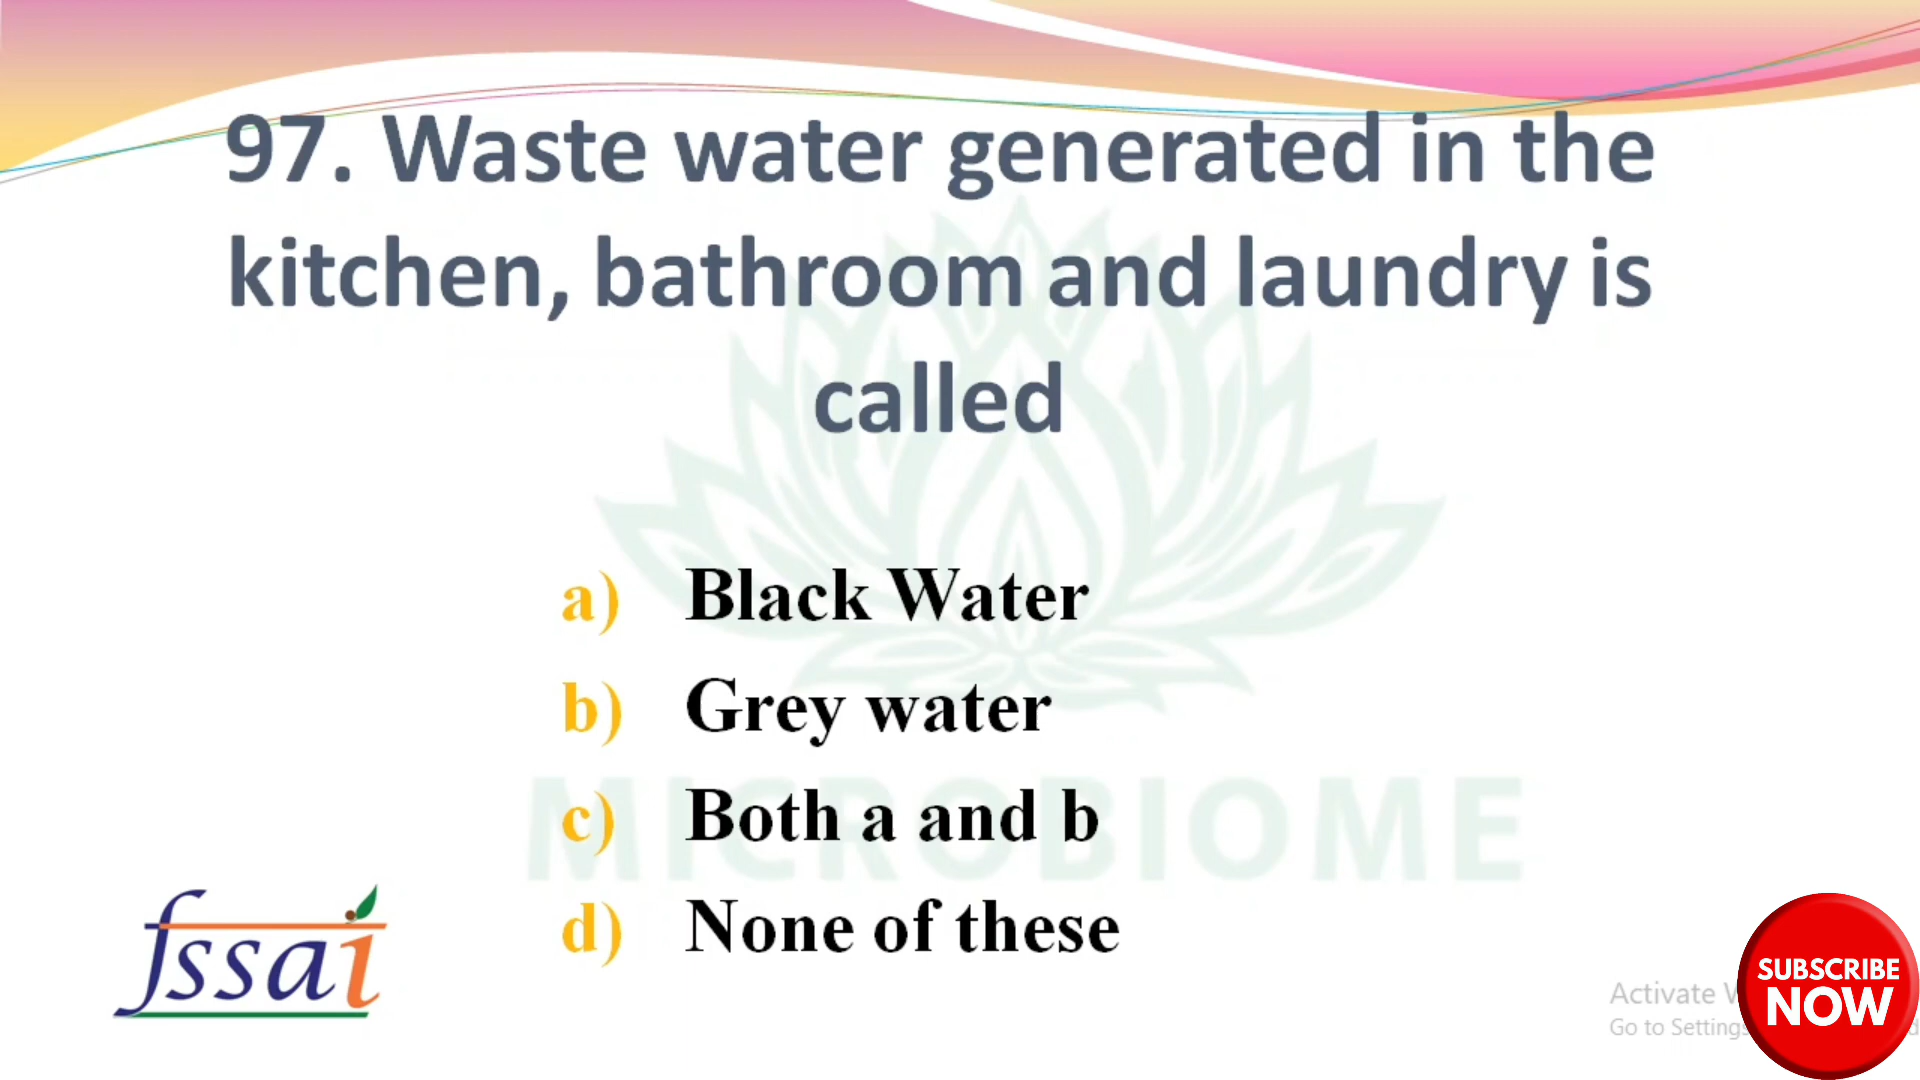 97. Waste water generated in the
kitchen, bathroom and laundry is
called
a) Black Water
b) Grey water
c) Both a and b
d) None of these
MICROBIOME
fssai
Activate
Go to Settings
SUBSCRIBE
NOW